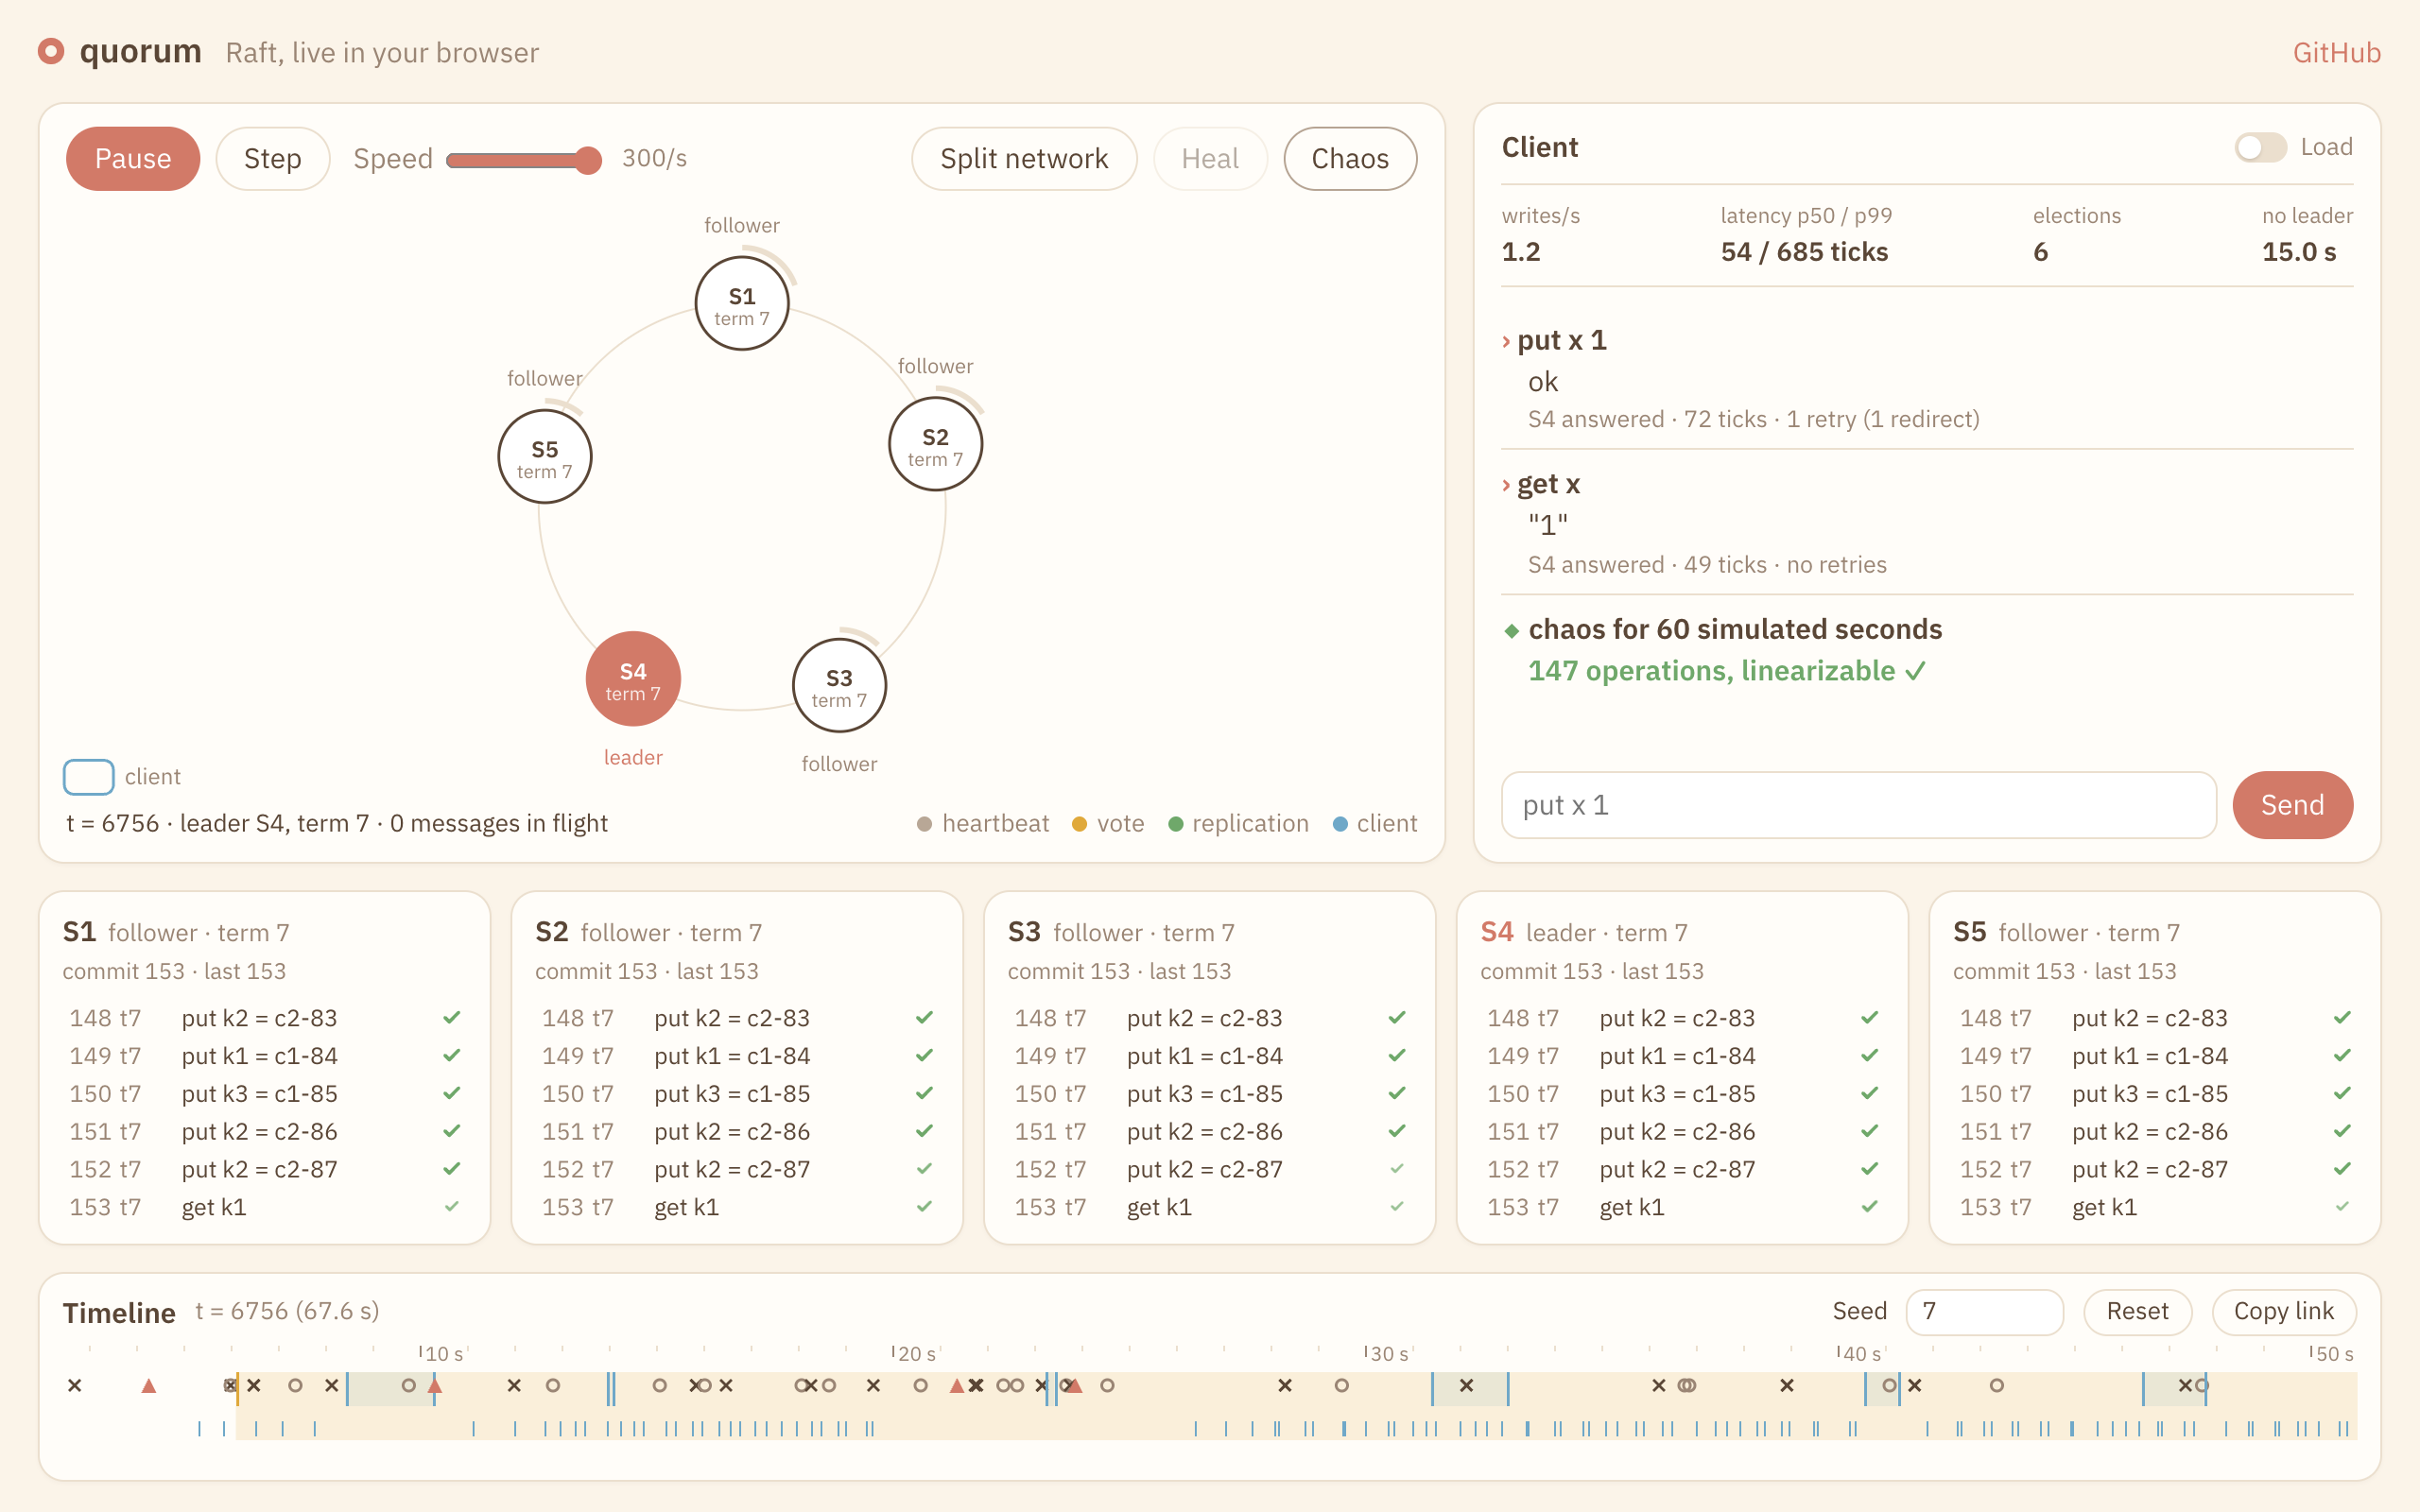 quorum Raft, live in your browser GitHub
Pause Step Speed 300/s Split network Heal Chaos
follower
S1
term 7
follower
S2
term 7
follower
S5
term 7
S4
term 7
leader
S3
term 7
follower
client
t = 6756 · leader S4, term 7 · 0 messages in flight
heartbeat vote replication client
Client Load
writes/s latency p50 / p99 elections no leader
1.2 54 / 685 ticks 6 15.0 s
› put x 1
ok
S4 answered · 72 ticks · 1 retry (1 redirect)
› get x
"1"
S4 answered · 49 ticks · no retries
◆ chaos for 60 simulated seconds
147 operations, linearizable ✓
put x 1 Send
S1 follower · term 7
commit 153 · last 153
148 t7 put k2 = c2-83 ✓
149 t7 put k1 = c1-84 ✓
150 t7 put k3 = c1-85 ✓
151 t7 put k2 = c2-86 ✓
152 t7 put k2 = c2-87 ✓
153 t7 get k1 ✓
S2 follower · term 7
commit 153 · last 153
148 t7 put k2 = c2-83 ✓
149 t7 put k1 = c1-84 ✓
150 t7 put k3 = c1-85 ✓
151 t7 put k2 = c2-86 ✓
152 t7 put k2 = c2-87 ✓
153 t7 get k1 ✓
S3 follower · term 7
commit 153 · last 153
148 t7 put k2 = c2-83 ✓
149 t7 put k1 = c1-84 ✓
150 t7 put k3 = c1-85 ✓
151 t7 put k2 = c2-86 ✓
152 t7 put k2 = c2-87 ✓
153 t7 get k1 ✓
S4 leader · term 7
commit 153 · last 153
148 t7 put k2 = c2-83 ✓
149 t7 put k1 = c1-84 ✓
150 t7 put k3 = c1-85 ✓
151 t7 put k2 = c2-86 ✓
152 t7 put k2 = c2-87 ✓
153 t7 get k1 ✓
S5 follower · term 7
commit 153 · last 153
148 t7 put k2 = c2-83 ✓
149 t7 put k1 = c1-84 ✓
150 t7 put k3 = c1-85 ✓
151 t7 put k2 = c2-86 ✓
152 t7 put k2 = c2-87 ✓
153 t7 get k1 ✓
Timeline t = 6756 (67.6 s) Seed 7 Reset Copy link
10 s 20 s 30 s 40 s 50 s